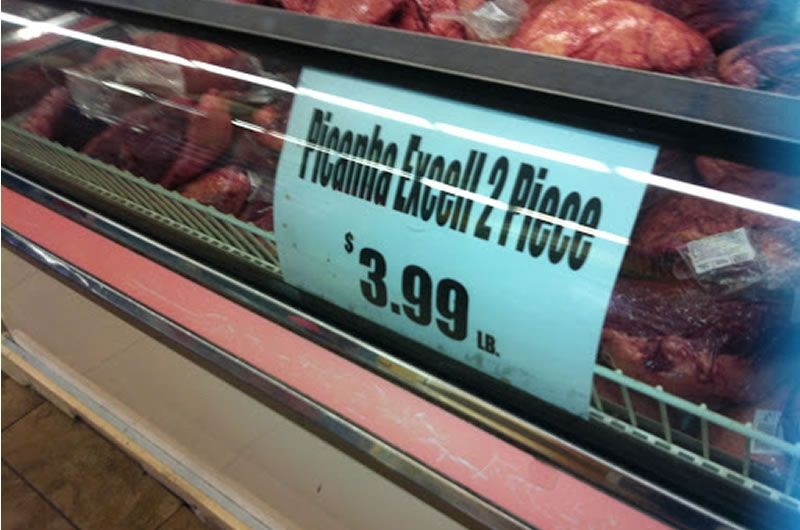 Picanha Excell 2 Piece
$3.99 LB.